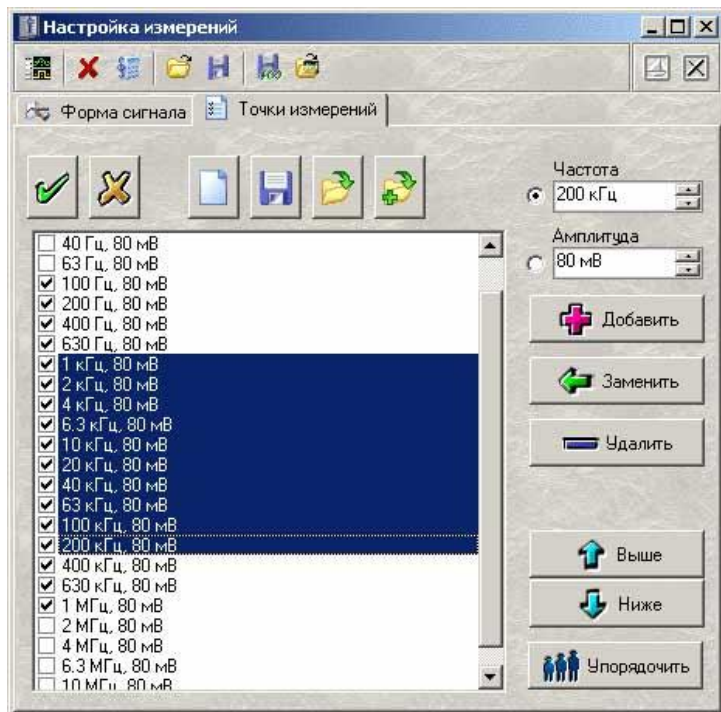 Настройка измерений
Форма сигнала
Точки измерений
Частота
200 кГц
Амплитуда
80 мВ
40 Гц, 80 мВ
63 Гц, 80 мВ
100 Гц, 80 мВ
200 Гц, 80 мВ
400 Гц, 80 мВ
630 Гц, 80 мВ
1 кГц, 80 мВ
2 кГц, 80 мВ
4 кГц, 80 мВ
6.3 кГц, 80 мВ
10 кГц, 80 мВ
20 кГц, 80 мВ
40 кГц, 80 мВ
63 кГц, 80 мВ
100 кГц, 80 мВ
200 кГц, 80 мВ
400 кГц, 80 мВ
630 кГц, 80 мВ
1 МГц, 80 мВ
2 МГц, 80 мВ
4 МГц, 80 мВ
6.3 МГц, 80 мВ
10 МГц, 80 мВ
Добавить
Заменить
Удалить
Выше
Ниже
Упорядочить